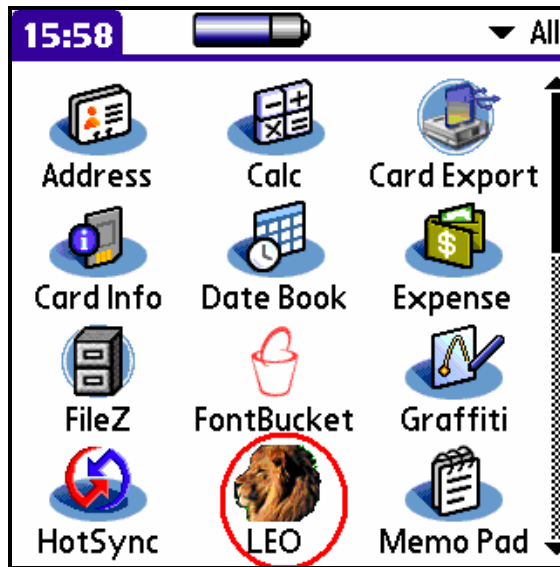 15:58 All
Address Calc Card Export
Card Info Date Book Expense
FileZ FontBucket Graffiti
HotSync LEO Memo Pad